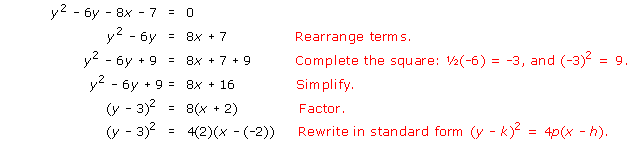 y² - 6y - 8x - 7 = 0
y² - 6y = 8x + 7 Rearrange terms.
y² - 6y + 9 = 8x + 7 + 9 Complete the square: ½(-6) = -3, and (-3)² = 9.
y² - 6y + 9 = 8x + 16 Simplify.
(y - 3)² = 8(x + 2) Factor.
(y - 3)² = 4(2)(x - (-2)) Rewrite in standard form (y - k)² = 4p(x - h).